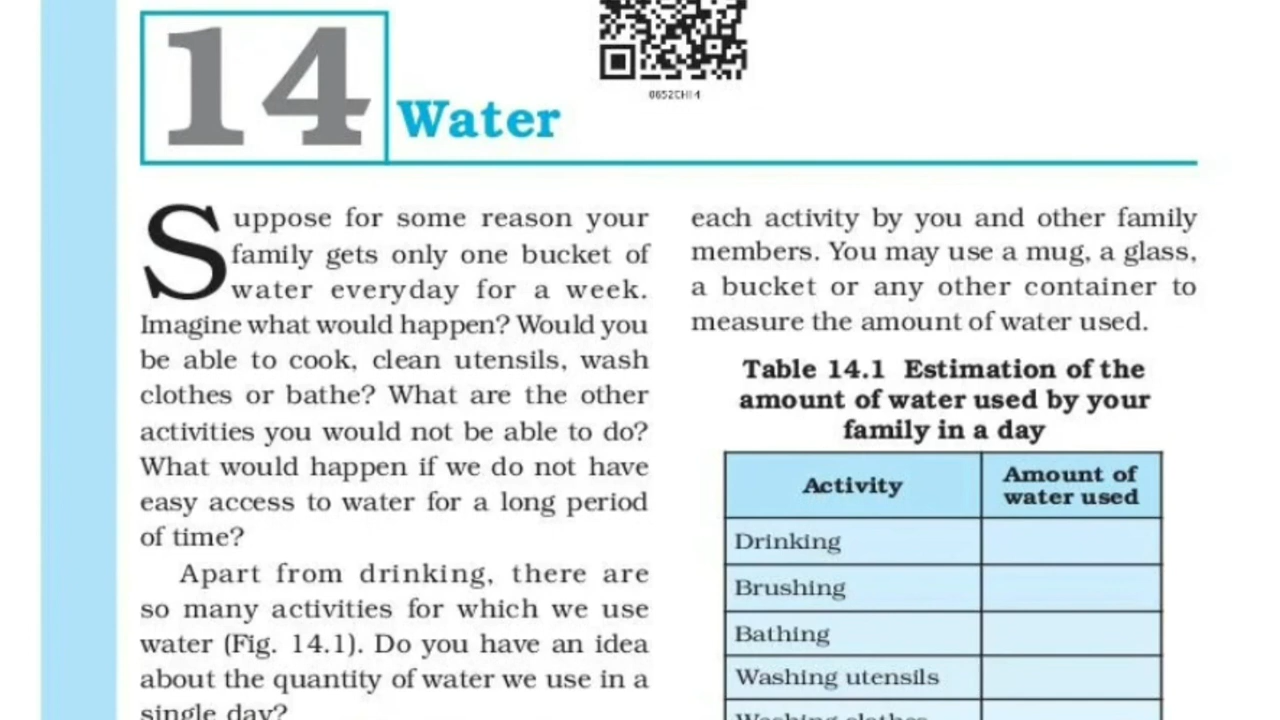 14
Water
0652CH14
Suppose for some reason your
family gets only one bucket of
water everyday for a week.
Imagine what would happen? Would you
be able to cook, clean utensils, wash
clothes or bathe? What are the other
activities you would not be able to do?
What would happen if we do not have
easy access to water for a long period
of time?
Apart from drinking, there are
so many activities for which we use
water (Fig. 14.1). Do you have an idea
about the quantity of water we use in a
single day?
each activity by you and other family
members. You may use a mug, a glass,
a bucket or any other container to
measure the amount of water used.
Table 14.1 Estimation of the
amount of water used by your
family in a day
Activity
Amount of
water used
Drinking
Brushing
Bathing
Washing utensils
Washing clothes